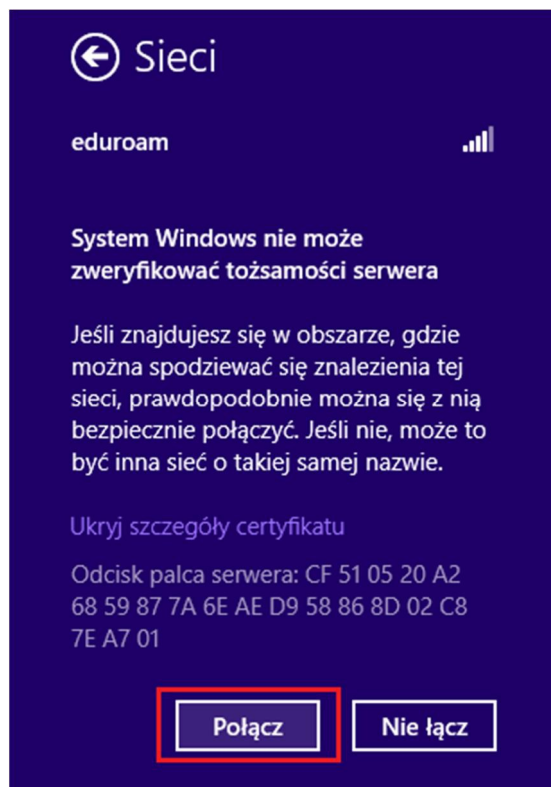 Sieci
eduroam
System Windows nie może
zweryfikować tożsamości serwera
Jeśli znajdujesz się w obszarze, gdzie
można spodziewać się znalezienia tej
sieci, prawdopodobnie można się z nią
bezpiecznie połączyć. Jeśli nie, może to
być inna sieć o takiej samej nazwie.
Ukryj szczegóły certyfikatu
Odcisk palca serwera: CF 51 05 20 A2
68 59 87 7A 6E AE D9 58 86 8D 02 C8
7E A7 01
Połącz Nie łącz